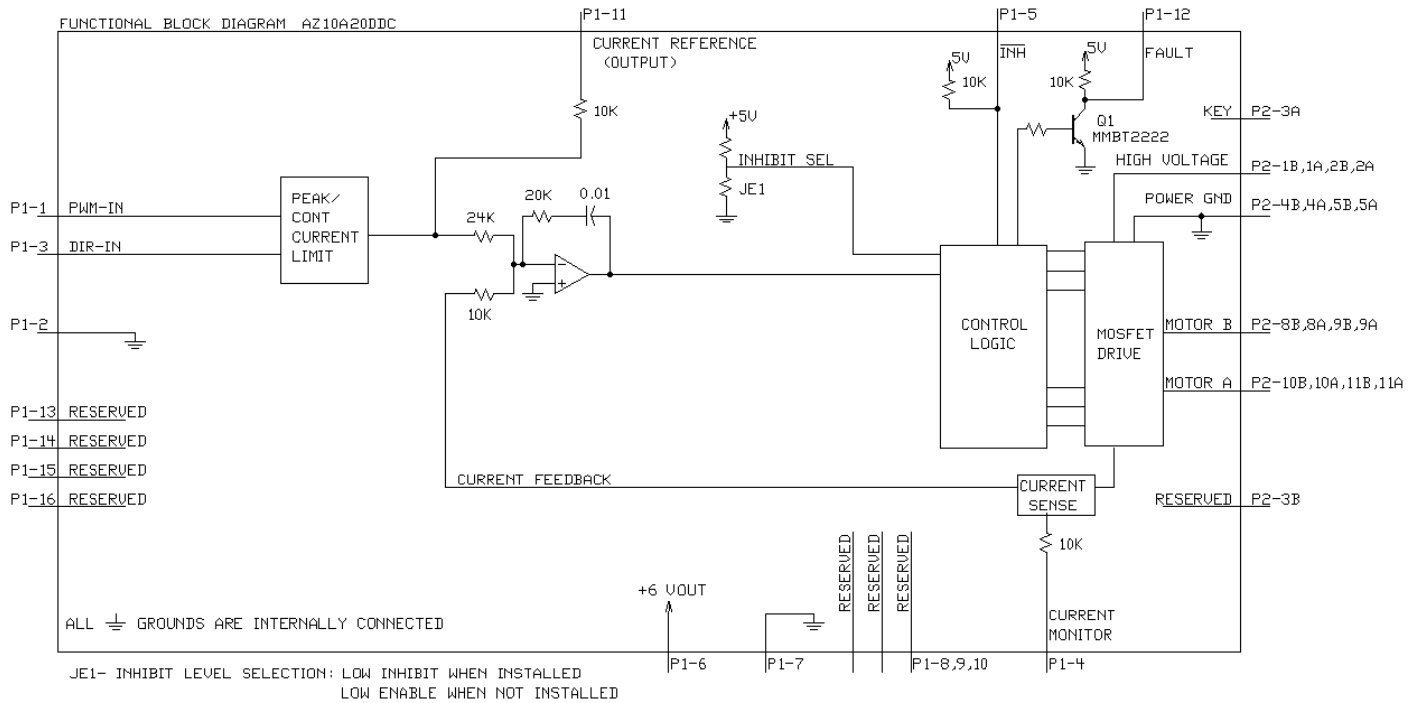 P1-11
P1-5
P1-12
FUNCTIONAL BLOCK DIAGRAM AZ10A20DDC
CURRENT REFERENCE
(OUTPUT)
10K
5V
10K
INH
5V
10K
FAULT
Q1
MMBT2222
KEY
P2-3A
+5V
INHIBIT SEL
JE1
HIGH VOLTAGE
P2-1B,1A,2B,2A
POWER GND
P2-4B,4A,5B,5A
P1-1
PWM-IN
P1-3
DIR-IN
PEAK/
CONT
CURRENT
LIMIT
24K
20K
0.01
10K
P1-2
CONTROL
LOGIC
MOSFET
DRIVE
MOTOR B
P2-8B,8A,9B,9A
MOTOR A
P2-10B,10A,11B,11A
P1-13
RESERVED
P1-14
RESERVED
P1-15
RESERVED
P1-16
RESERVED
CURRENT FEEDBACK
CURRENT
SENSE
10K
RESERVED
P2-3B
RESERVED
RESERVED
RESERVED
+6 VOUT
ALL GROUNDS ARE INTERNALLY CONNECTED
CURRENT
MONITOR
P1-6
P1-7
P1-8,9,10
P1-4
JE1- INHIBIT LEVEL SELECTION: LOW INHIBIT WHEN INSTALLED
LOW ENABLE WHEN NOT INSTALLED